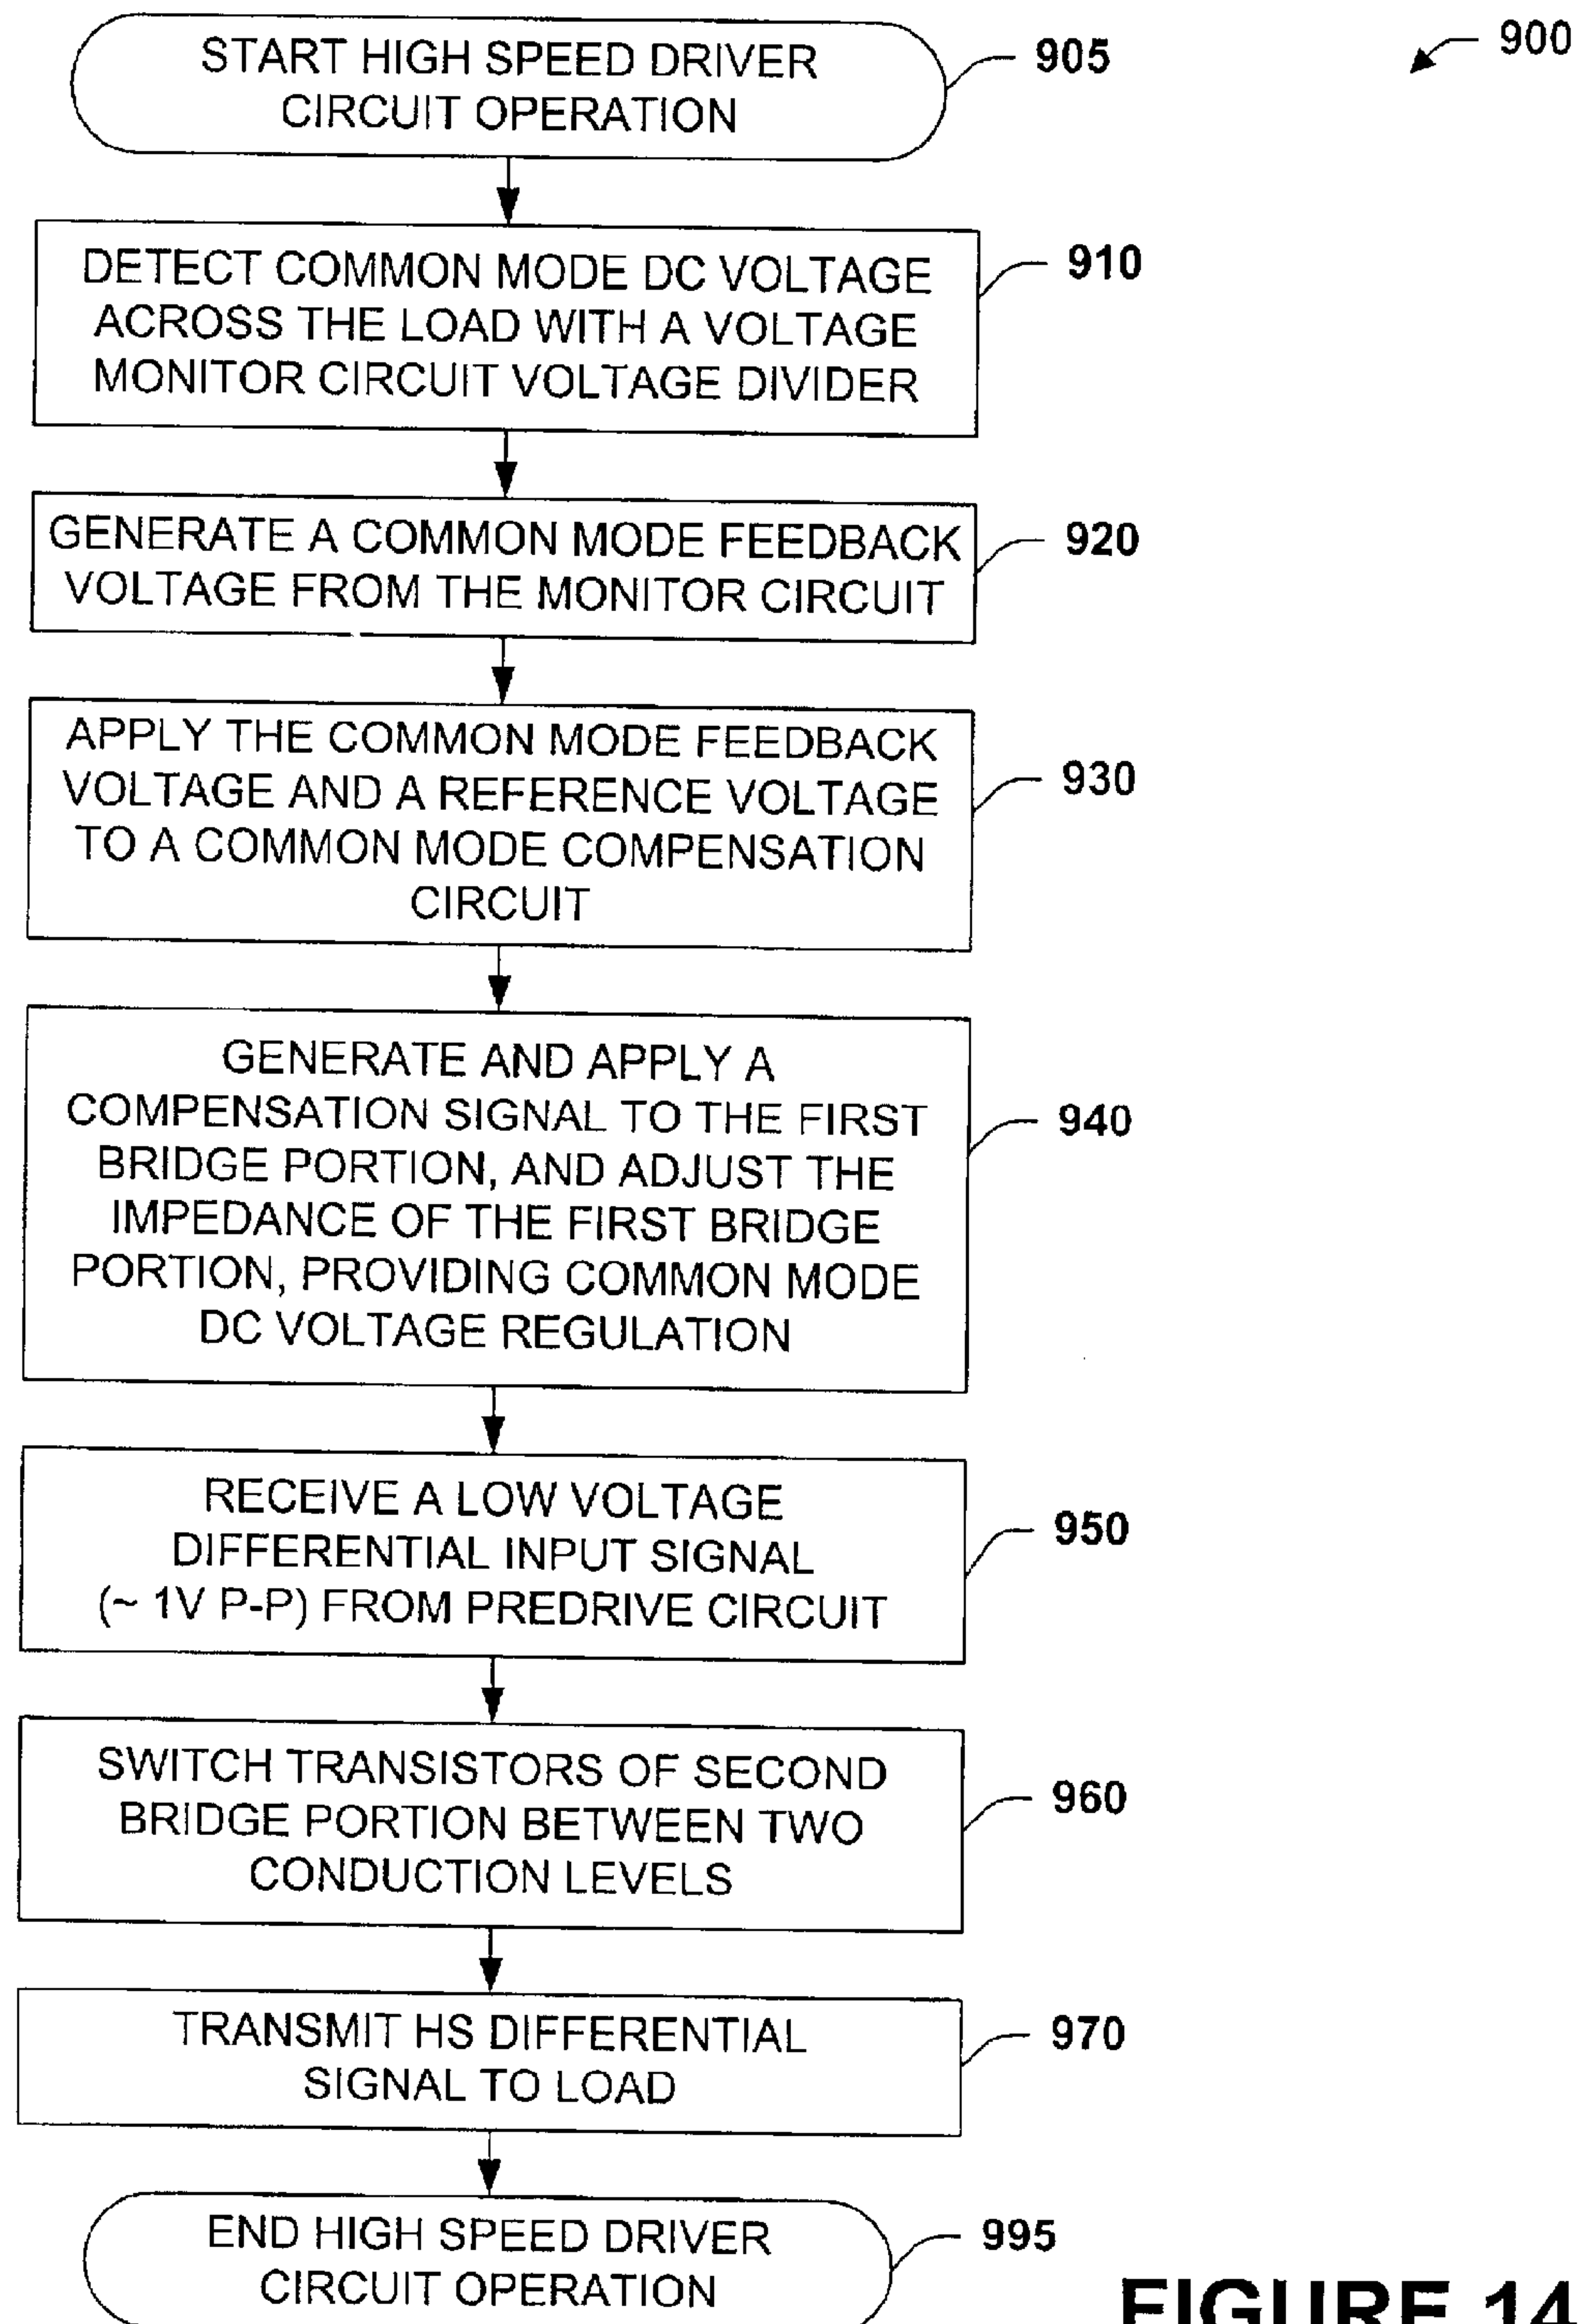 900
START HIGH SPEED DRIVER
CIRCUIT OPERATION
905
DETECT COMMON MODE DC VOLTAGE
ACROSS THE LOAD WITH A VOLTAGE
MONITOR CIRCUIT VOLTAGE DIVIDER
910
GENERATE A COMMON MODE FEEDBACK
VOLTAGE FROM THE MONITOR CIRCUIT
920
APPLY THE COMMON MODE FEEDBACK
VOLTAGE AND A REFERENCE VOLTAGE
TO A COMMON MODE COMPENSATION
CIRCUIT
930
GENERATE AND APPLY A
COMPENSATION SIGNAL TO THE FIRST
BRIDGE PORTION, AND ADJUST THE
IMPEDANCE OF THE FIRST BRIDGE
PORTION, PROVIDING COMMON MODE
DC VOLTAGE REGULATION
940
RECEIVE A LOW VOLTAGE
DIFFERENTIAL INPUT SIGNAL
(~ 1V P-P) FROM PREDRIVE CIRCUIT
950
SWITCH TRANSISTORS OF SECOND
BRIDGE PORTION BETWEEN TWO
CONDUCTION LEVELS
960
TRANSMIT HS DIFFERENTIAL
SIGNAL TO LOAD
970
END HIGH SPEED DRIVER
CIRCUIT OPERATION
995
FIGURE 14